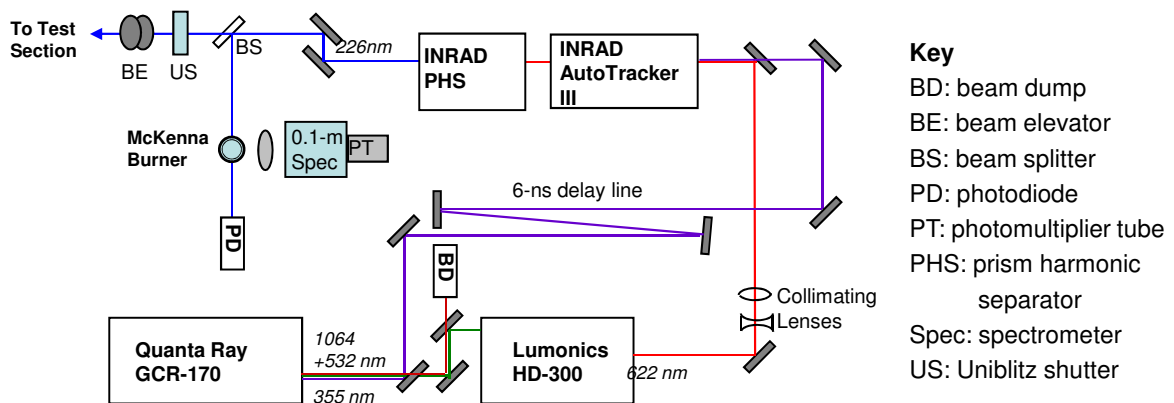 To Test
Section
BE
US
BS
226nm
INRAD
PHS
INRAD
AutoTracker
III
McKenna
Burner
0.1-m
Spec
PT
PD
6-ns delay line
BD
Collimating
Lenses
Quanta Ray
GCR-170
1064
+532 nm
355 nm
Lumonics
HD-300
622 nm
Key
BD: beam dump
BE: beam elevator
BS: beam splitter
PD: photodiode
PT: photomultiplier tube
PHS: prism harmonic
separator
Spec: spectrometer
US: Uniblitz shutter